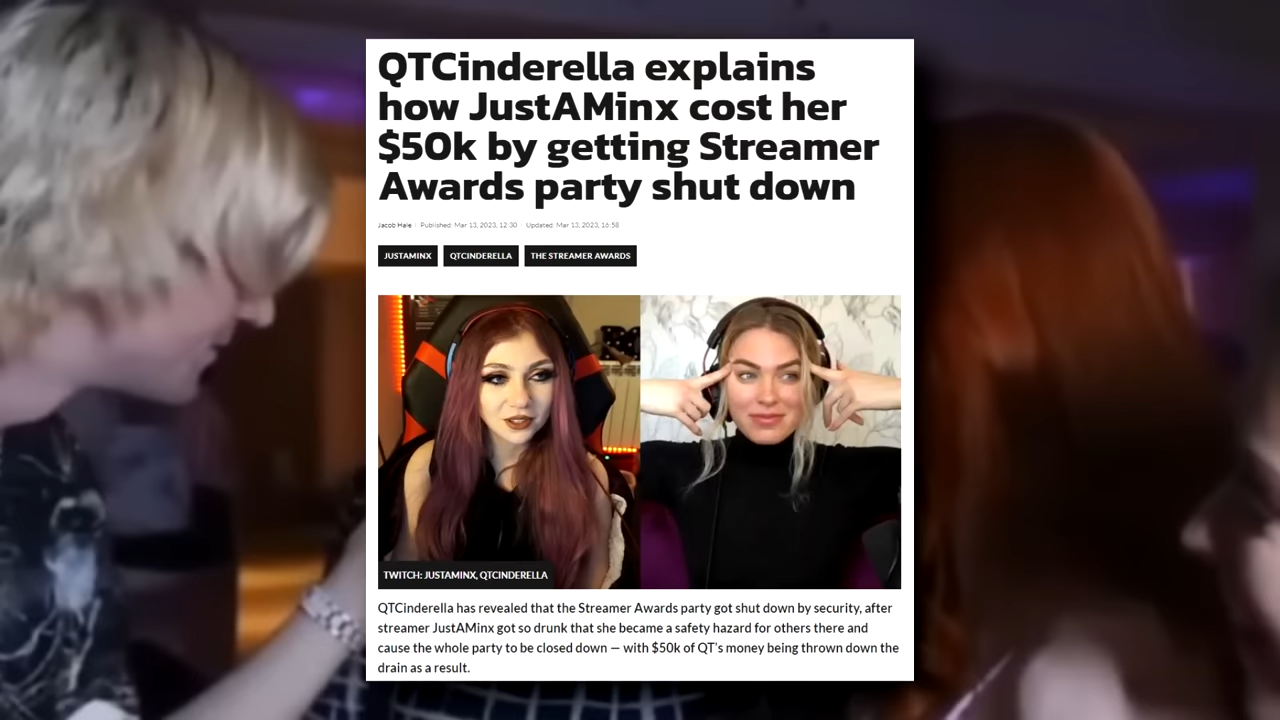 QTCinderella explains
how JustAMinx cost her
$50k by getting Streamer
Awards party shut down
Jacob Hale | Published: Mar 13, 2023, 12:30 Updated: Mar 13, 2023, 16:58
JUSTAMINX QTCINDERELLA THE STREAMER AWARDS
TWITCH: JUSTAMINX, QTCINDERELLA
QTCinderella has revealed that the Streamer Awards party got shut down by security, after
streamer JustAMinx got so drunk that she became a safety hazard for others there and
cause the whole party to be closed down — with $50k of QT's money being thrown down the
drain as a result.